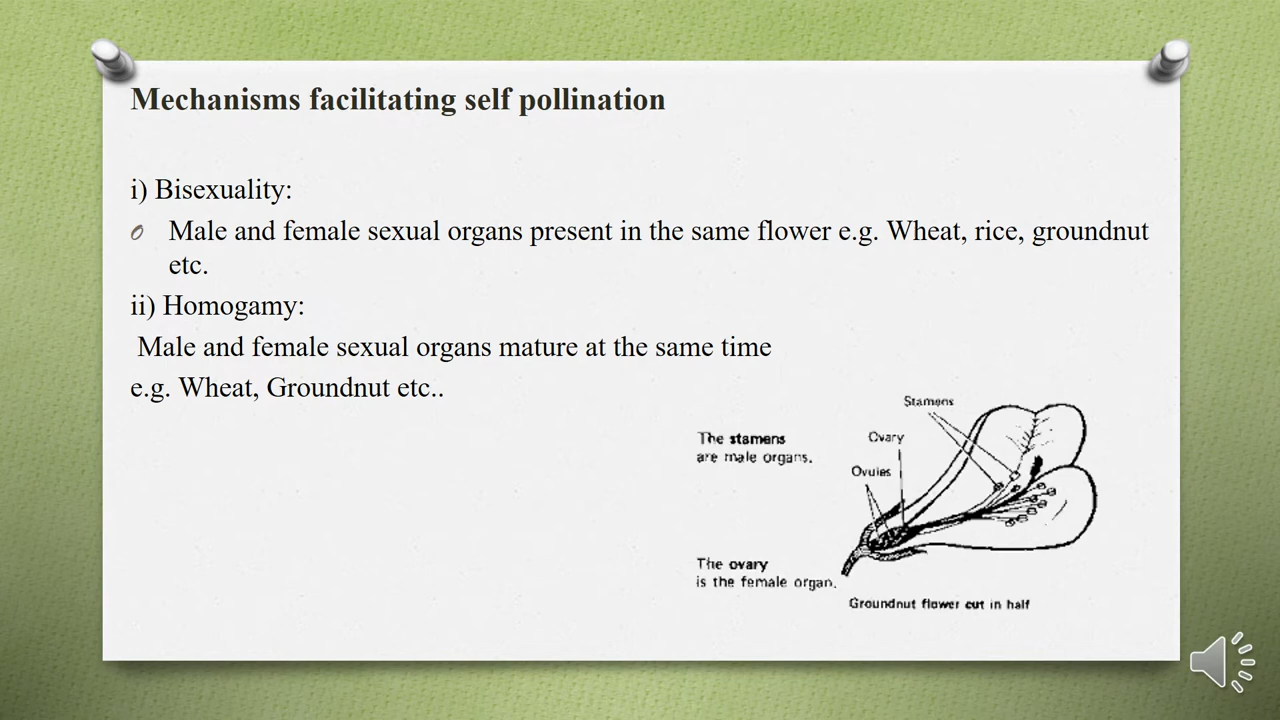 Mechanisms facilitating self pollination
i) Bisexuality:
Male and female sexual organs present in the same flower e.g. Wheat, rice, groundnut
etc.
ii) Homogamy:
Male and female sexual organs mature at the same time
e.g. Wheat, Groundnut etc..
Stamens
The stamens
are male organs.
Ovary
Ovules
The ovary
is the female organ.
Groundnut flower cut in half